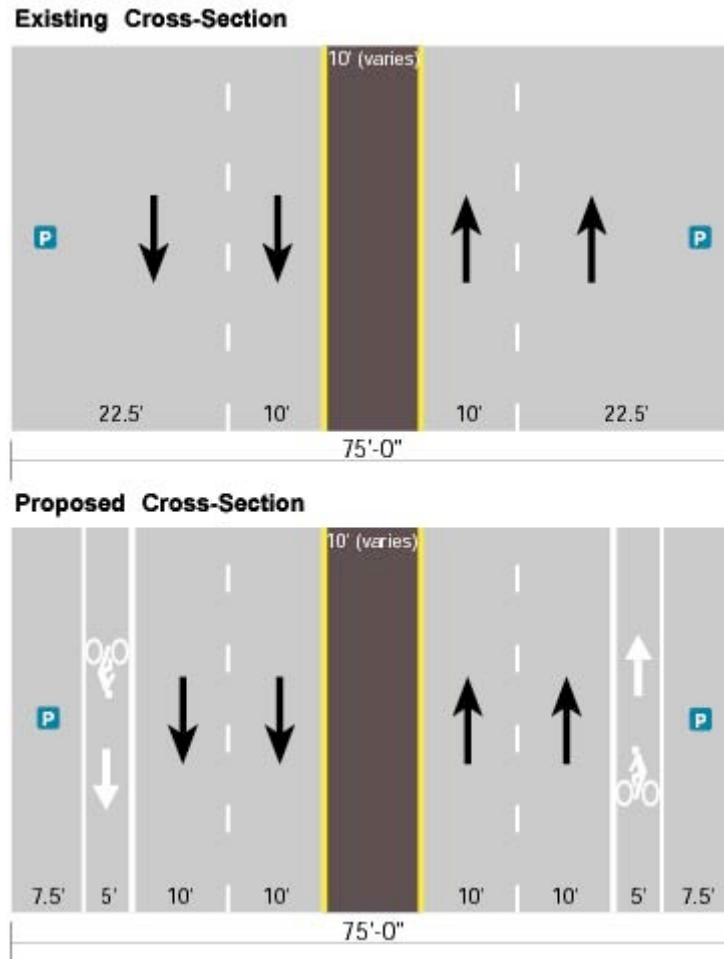 Existing Cross-Section
10' (varies)
P P
22.5' 10' 10' 22.5'
75'-0"
Proposed Cross-Section
10' (varies)
P P
7.5' 5' 10' 10' 10' 10' 5' 7.5'
75'-0"